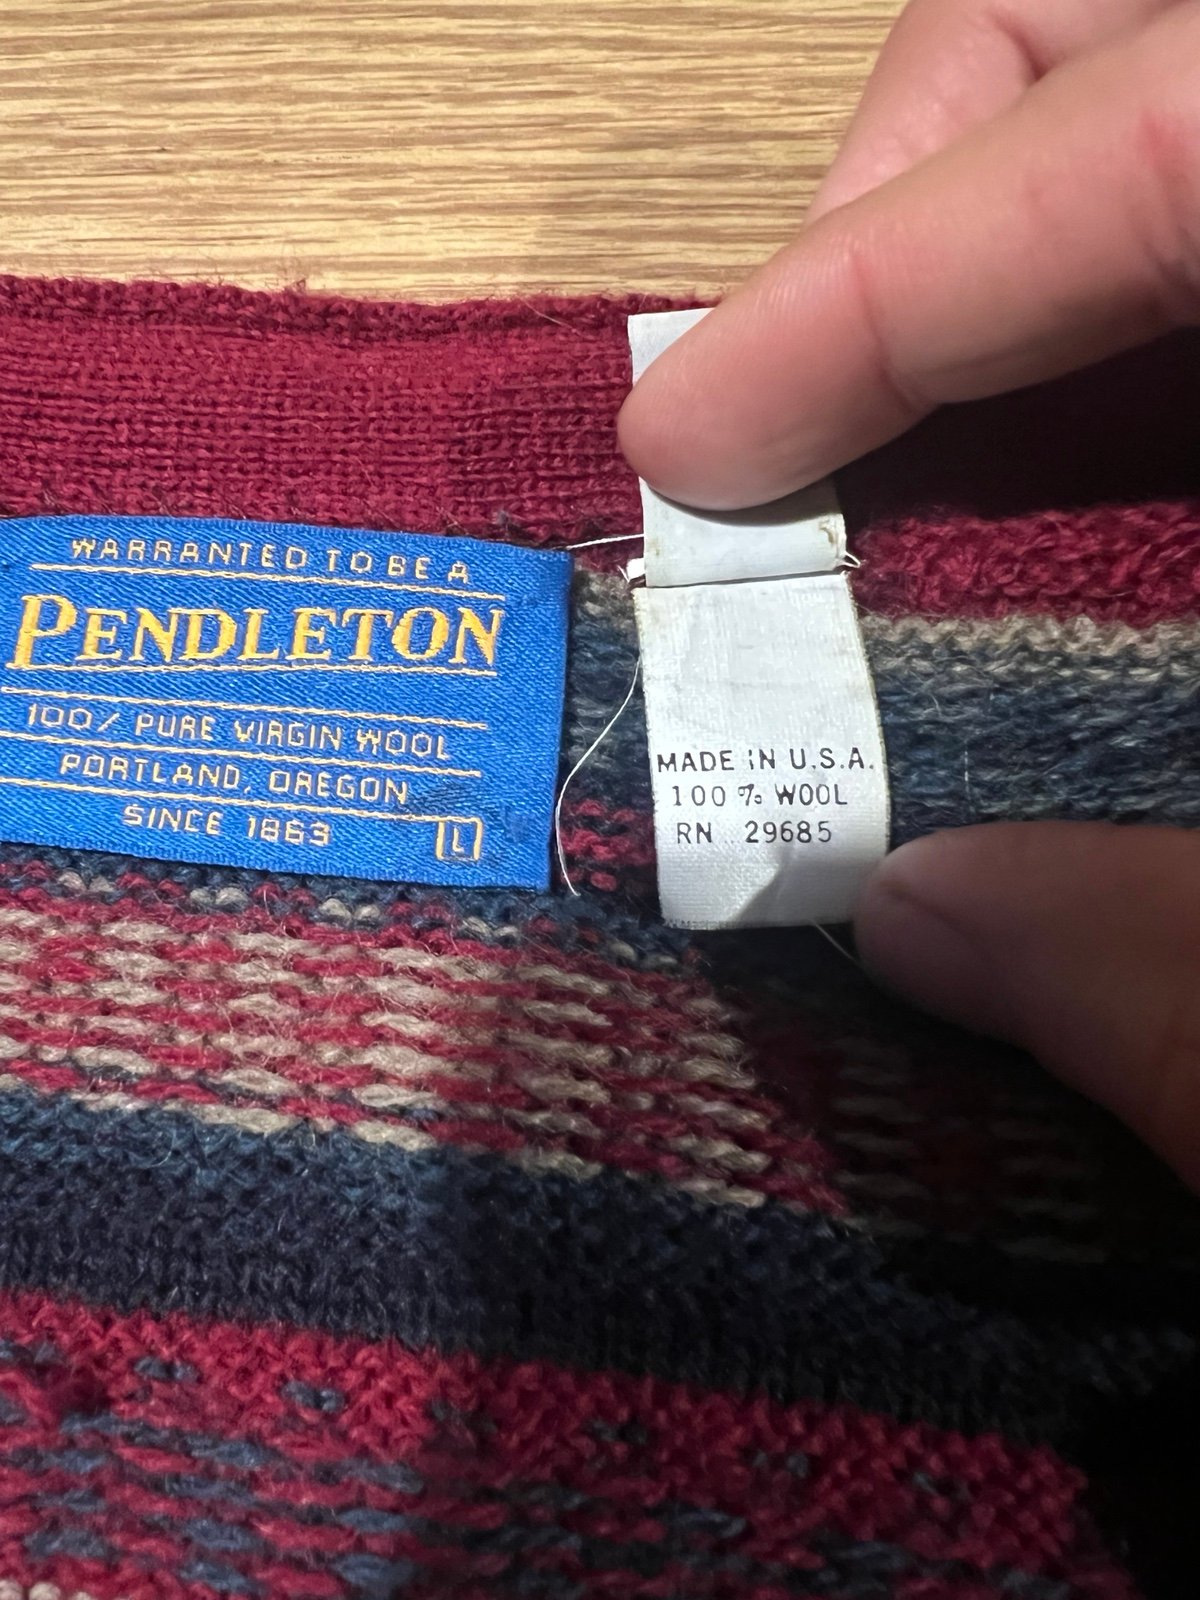 WARRANTED TO BE A
PENDLETON
100% PURE VIRGIN WOOL
PORTLAND, OREGON
SINCE 1863
L
MADE IN U.S.A.
100% WOOL
RN 29685